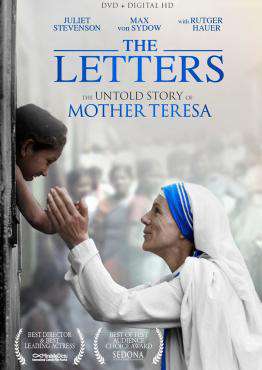 DVD + DIGITAL HD
JULIET STEVENSON
MAX von SYDOW
with RUTGER HAUER
THE
LETTERS
THE UNTOLD STORY OF
MOTHER TERESA
BEST DIRECTOR &
BEST
LEADING ACTRESS
BEST OF FEST
AUDIENCE
CHOICE AWARD
SEDONA